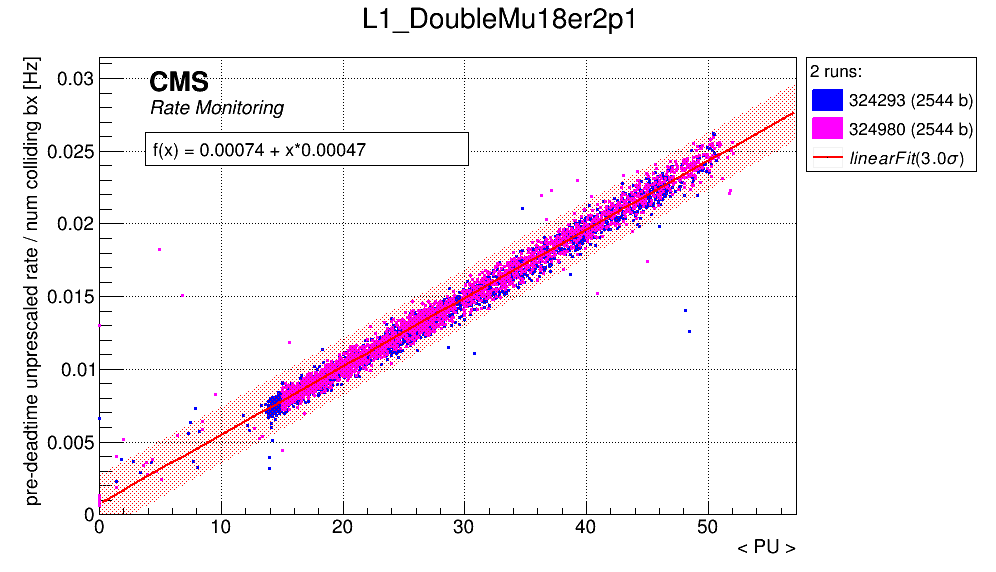 L1_DoubleMu18er2p1
pre-deadtime unprescaled rate / num colliding bx [Hz]
0.03
0.025
0.02
0.015
0.01
0.005
0
CMS
Rate Monitoring
f(x) = 0.00074 + x*0.00047
2 runs:
324293 (2544 b)
324980 (2544 b)
linearFit(3.0σ)
0 10 20 30 40 50
< PU >